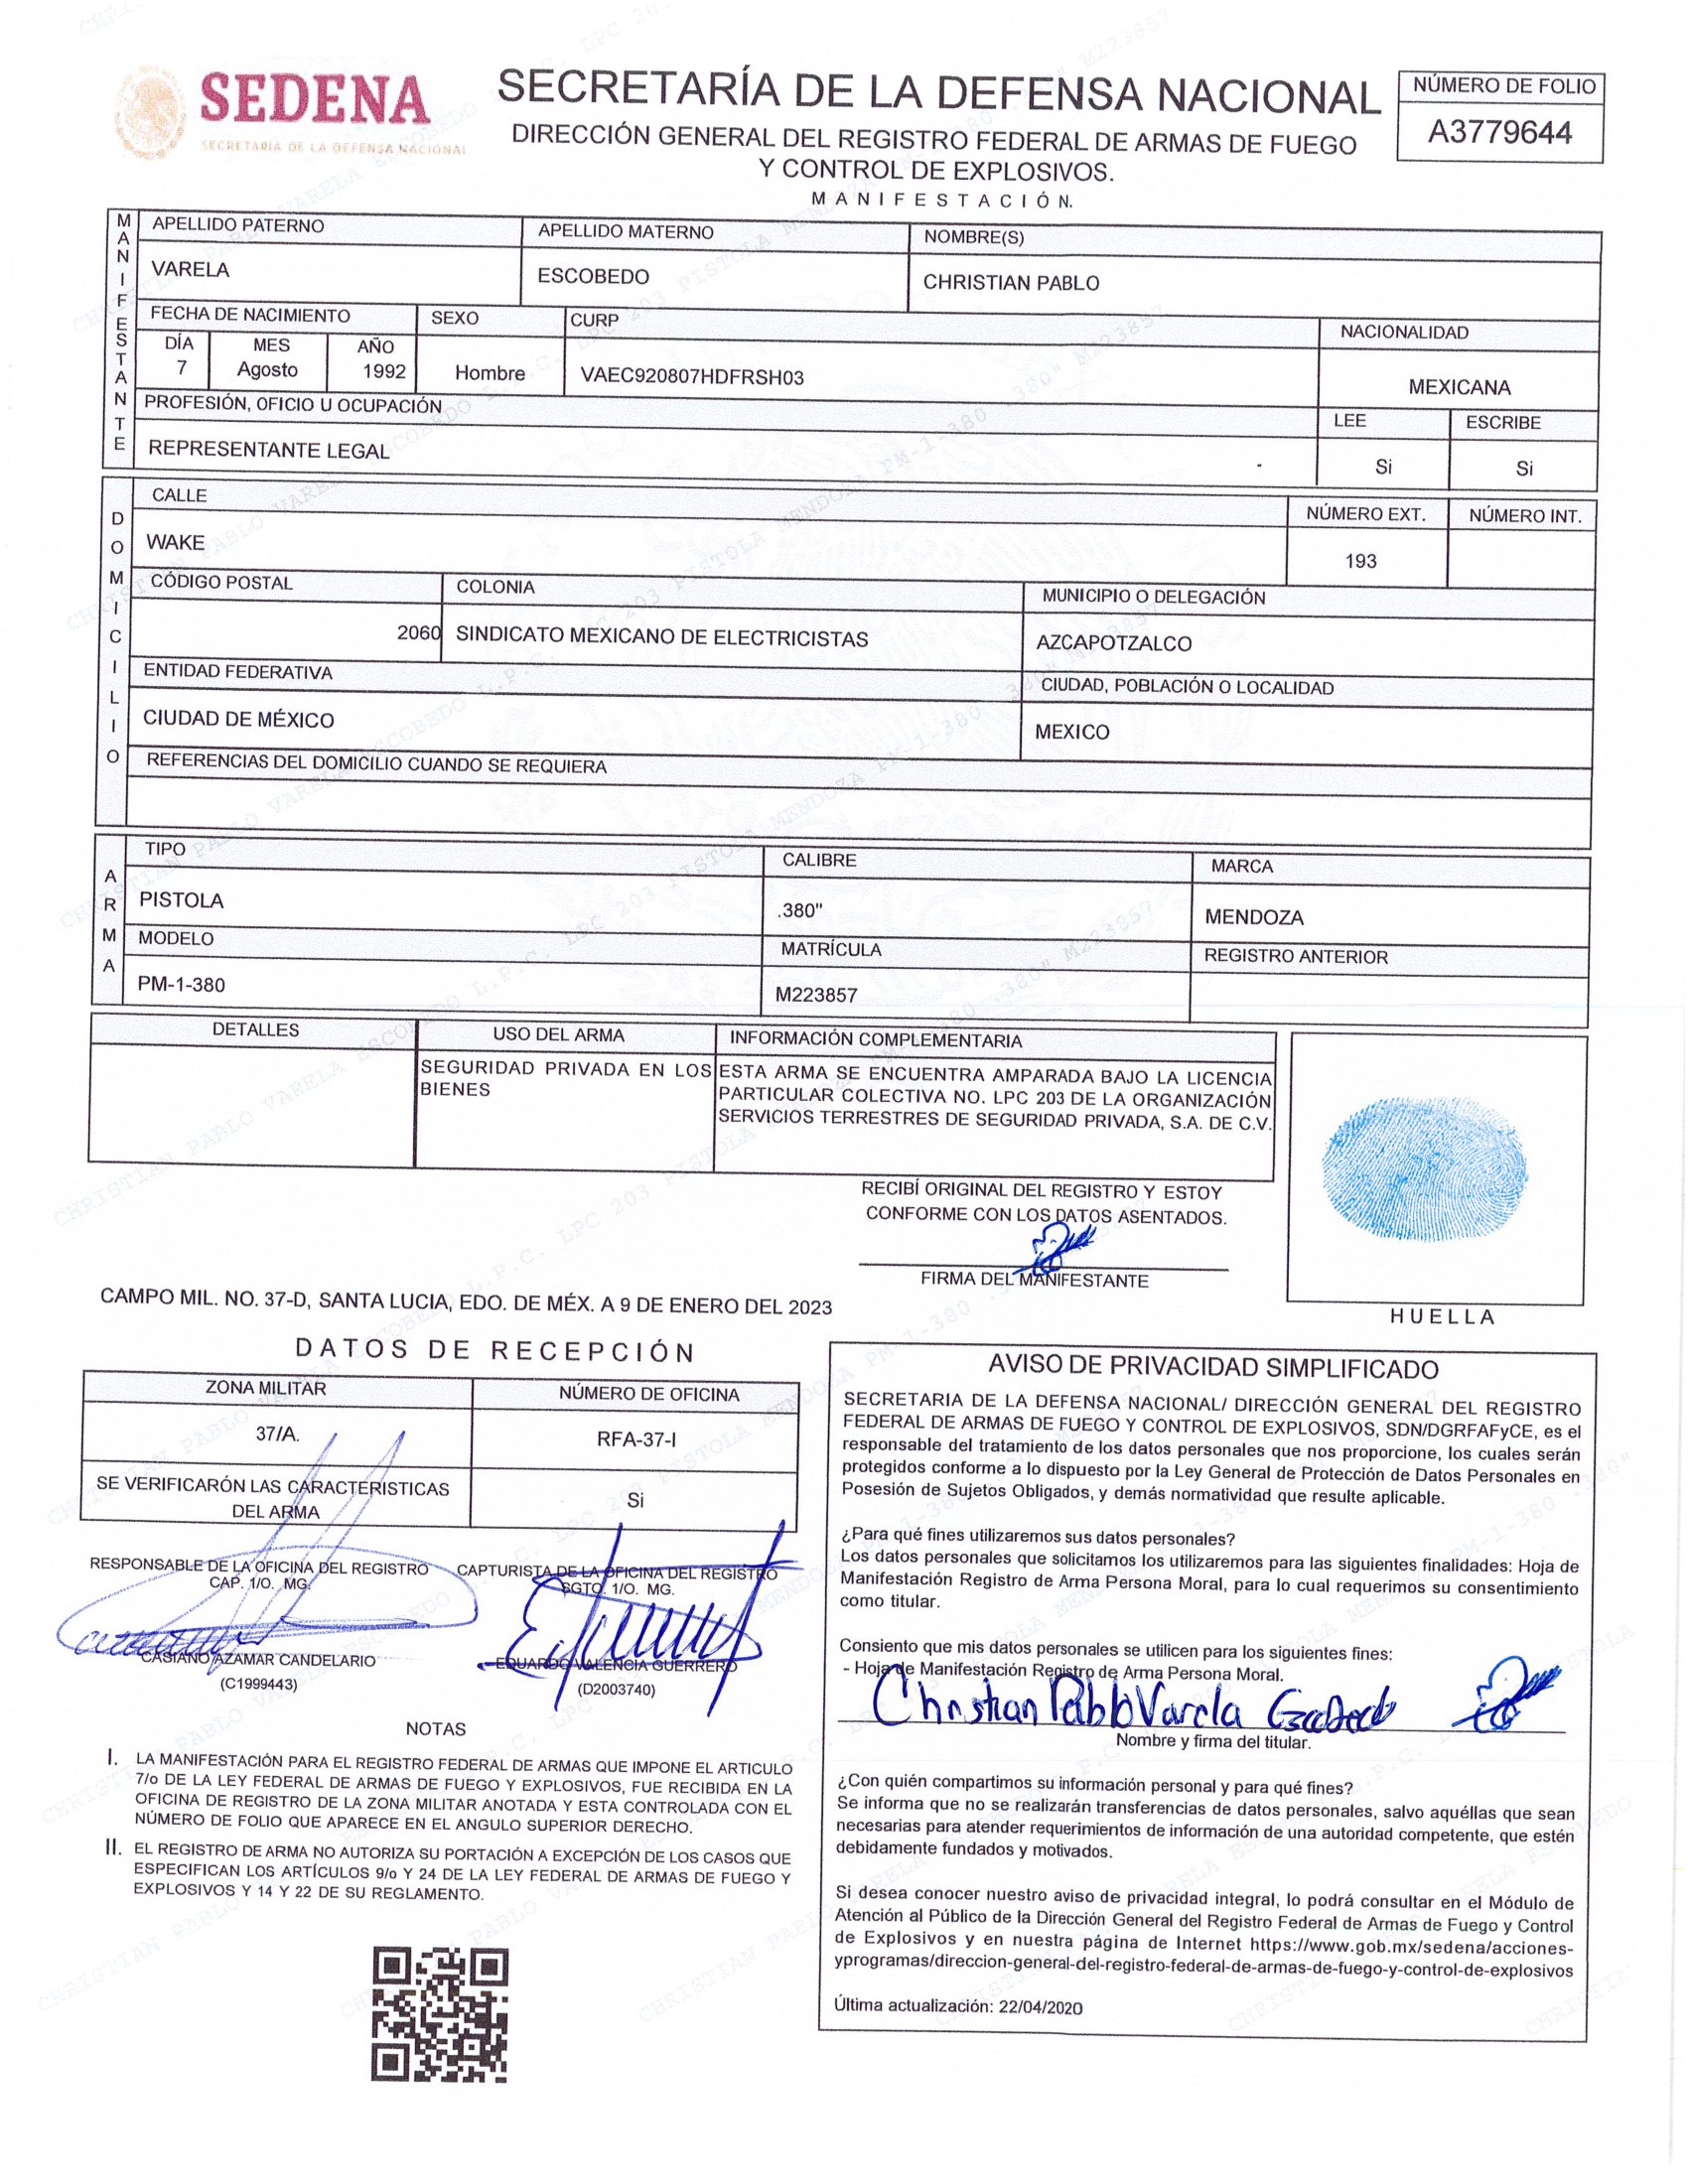 SEDENA
SECRETARÍA DE LA DEFENSA NACIONAL
SECRETARÍA DE LA DEFENSA NACIONAL
DIRECCIÓN GENERAL DEL REGISTRO FEDERAL DE ARMAS DE FUEGO
Y CONTROL DE EXPLOSIVOS.
MANIFESTACIÓN.
NÚMERO DE FOLIO
A3779644
MANIFESTANTE
APELLIDO PATERNO
APELLIDO MATERNO
NOMBRE(S)
VARELA
ESCOBEDO
CHRISTIAN PABLO
FECHA DE NACIMIENTO
SEXO
CURP
NACIONALIDAD
DÍA
MES
AÑO
7
Agosto
1992
Hombre
VAEC920807HDFRSH03
MEXICANA
PROFESIÓN, OFICIO U OCUPACIÓN
LEE
ESCRIBE
REPRESENTANTE LEGAL
Si
Si
DOMICILIO
CALLE
NÚMERO EXT.
NÚMERO INT.
WAKE
193
CÓDIGO POSTAL
COLONIA
MUNICIPIO O DELEGACIÓN
2060
SINDICATO MEXICANO DE ELECTRICISTAS
AZCAPOTZALCO
ENTIDAD FEDERATIVA
CIUDAD, POBLACIÓN O LOCALIDAD
CIUDAD DE MÉXICO
MEXICO
REFERENCIAS DEL DOMICILIO CUANDO SE REQUIERA
ARMA
TIPO
CALIBRE
MARCA
PISTOLA
.380"
MENDOZA
MODELO
MATRÍCULA
REGISTRO ANTERIOR
PM-1-380
M223857
DETALLES
USO DEL ARMA
INFORMACIÓN COMPLEMENTARIA
SEGURIDAD PRIVADA EN LOS
BIENES
ESTA ARMA SE ENCUENTRA AMPARADA BAJO LA LICENCIA
PARTICULAR COLECTIVA NO. LPC 203 DE LA ORGANIZACIÓN
SERVICIOS TERRESTRES DE SEGURIDAD PRIVADA, S.A. DE C.V.
RECIBÍ ORIGINAL DEL REGISTRO Y ESTOY
CONFORME CON LOS DATOS ASENTADOS.
FIRMA DEL MANIFESTANTE
HUELLA
CAMPO MIL. NO. 37-D, SANTA LUCIA, EDO. DE MÉX. A 9 DE ENERO DEL 2023
DATOS DE RECEPCIÓN
ZONA MILITAR
NÚMERO DE OFICINA
37/A.
RFA-37-I
SE VERIFICARÓN LAS CARACTERISTICAS
DEL ARMA
Si
RESPONSABLE DE LA OFICINA DEL REGISTRO
CAP. 1/O. MG.
CASIANO AZAMAR CANDELARIO
(C1999443)
CAPTURISTA DE LA OFICINA DEL REGISTRO
SGTO. 1/O. MG.
EDUARDO VALENCIA GUERRERO
(D2003740)
NOTAS
I. LA MANIFESTACIÓN PARA EL REGISTRO FEDERAL DE ARMAS QUE IMPONE EL ARTICULO
7/o DE LA LEY FEDERAL DE ARMAS DE FUEGO Y EXPLOSIVOS, FUE RECIBIDA EN LA
OFICINA DE REGISTRO DE LA ZONA MILITAR ANOTADA Y ESTA CONTROLADA CON EL
NÚMERO DE FOLIO QUE APARECE EN EL ANGULO SUPERIOR DERECHO.
II. EL REGISTRO DE ARMA NO AUTORIZA SU PORTACIÓN A EXCEPCIÓN DE LOS CASOS QUE
ESPECIFICAN LOS ARTÍCULOS 9/o Y 24 DE LA LEY FEDERAL DE ARMAS DE FUEGO Y
EXPLOSIVOS Y 14 Y 22 DE SU REGLAMENTO.
AVISO DE PRIVACIDAD SIMPLIFICADO
SECRETARIA DE LA DEFENSA NACIONAL/ DIRECCIÓN GENERAL DEL REGISTRO
FEDERAL DE ARMAS DE FUEGO Y CONTROL DE EXPLOSIVOS, SDN/DGRFAFyCE, es el
responsable del tratamiento de los datos personales que nos proporcione, los cuales serán
protegidos conforme a lo dispuesto por la Ley General de Protección de Datos Personales en
Posesión de Sujetos Obligados, y demás normatividad que resulte aplicable.
¿Para qué fines utilizaremos sus datos personales?
Los datos personales que solicitamos los utilizaremos para las siguientes finalidades: Hoja de
Manifestación Registro de Arma Persona Moral, para lo cual requerimos su consentimiento
como titular.
Consiento que mis datos personales se utilicen para los siguientes fines:
- Hoja de Manifestación Registro de Arma Persona Moral.
Christian Pablo Varela Escobedo
Nombre y firma del titular.
¿Con quién compartimos su información personal y para qué fines?
Se informa que no se realizarán transferencias de datos personales, salvo aquéllas que sean
necesarias para atender requerimientos de información de una autoridad competente, que estén
debidamente fundados y motivados.
Si desea conocer nuestro aviso de privacidad integral, lo podrá consultar en el Módulo de
Atención al Público de la Dirección General del Registro Federal de Armas de Fuego y Control
de Explosivos y en nuestra página de Internet https://www.gob.mx/sedena/acciones-
yprogramas/direccion-general-del-registro-federal-de-armas-de-fuego-y-control-de-explosivos
Última actualización: 22/04/2020